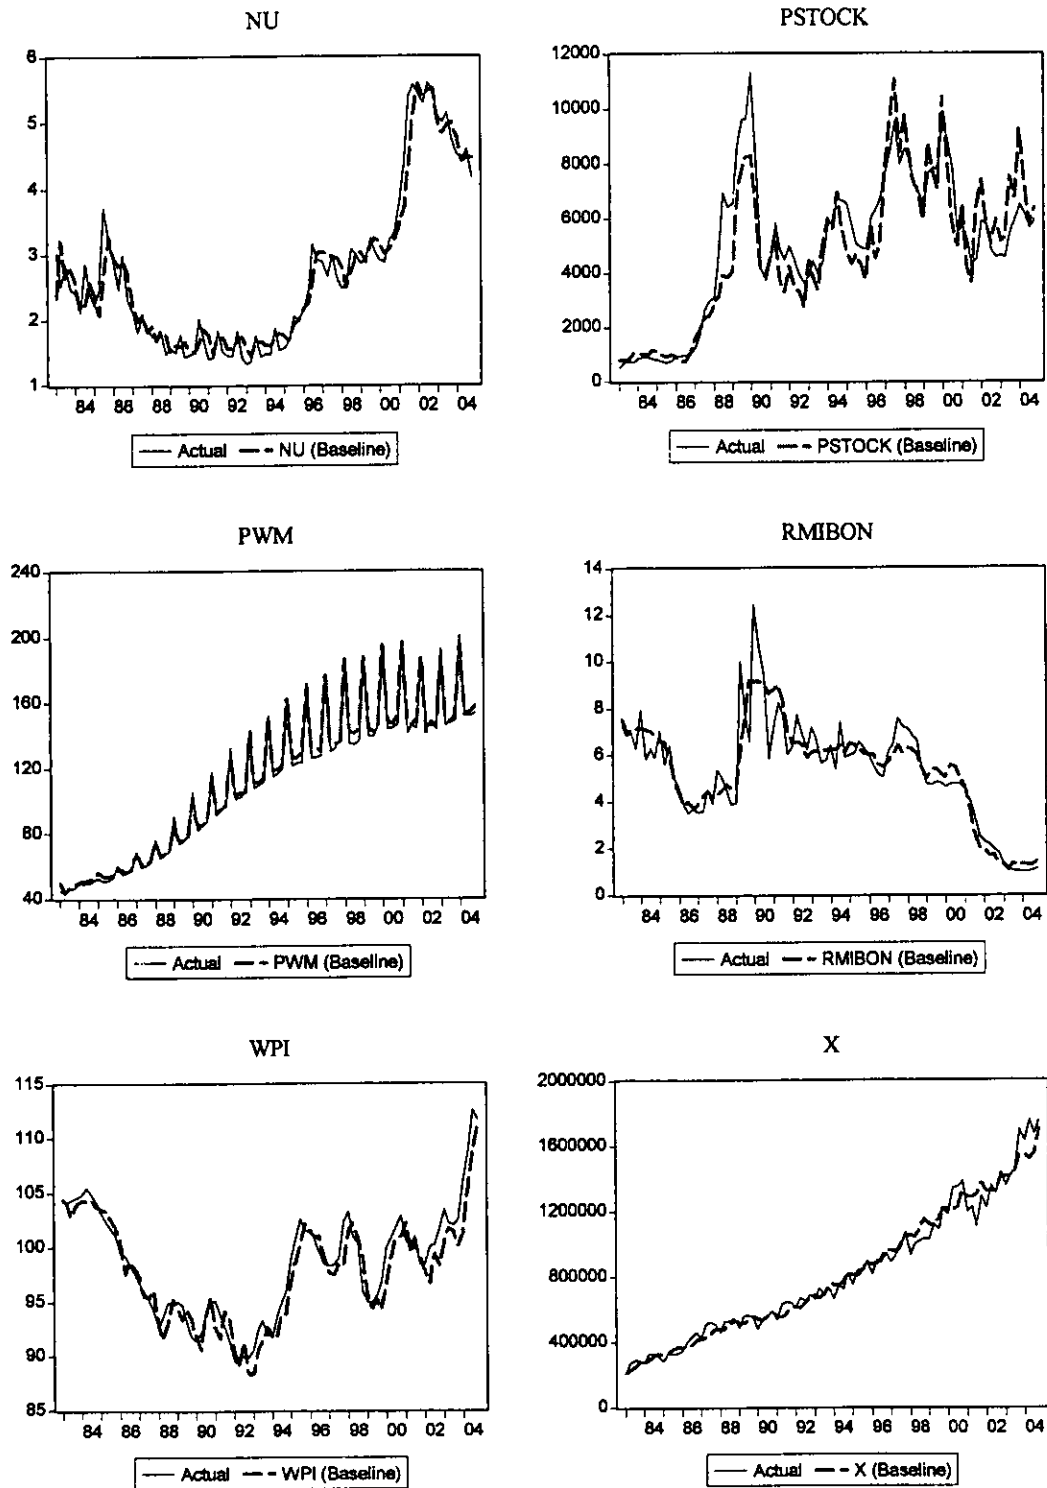 NU
6
5
4
3
2
1
84 86 88 90 92 94 96 98 00 02 04
Actual NU (Baseline)
PSTOCK
12000
10000
8000
6000
4000
2000
0
84 86 88 90 92 94 96 98 00 02 04
Actual PSTOCK (Baseline)
PWM
240
200
160
120
80
40
84 86 88 90 92 94 96 98 00 02 04
Actual PWM (Baseline)
RMIBON
14
12
10
8
6
4
2
0
84 86 88 90 92 94 96 98 00 02 04
Actual RMIBON (Baseline)
WPI
115
110
105
100
95
90
85
84 86 88 90 92 94 96 98 00 02 04
Actual WPI (Baseline)
X
2000000
1600000
1200000
800000
400000
0
84 86 88 90 92 94 96 98 00 02 04
Actual X (Baseline)